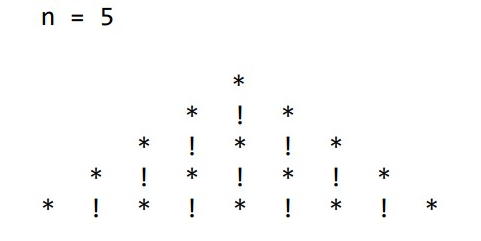 n = 5
*
* ! *
* ! * ! *
* ! * ! * ! *
* ! * ! * ! * ! *